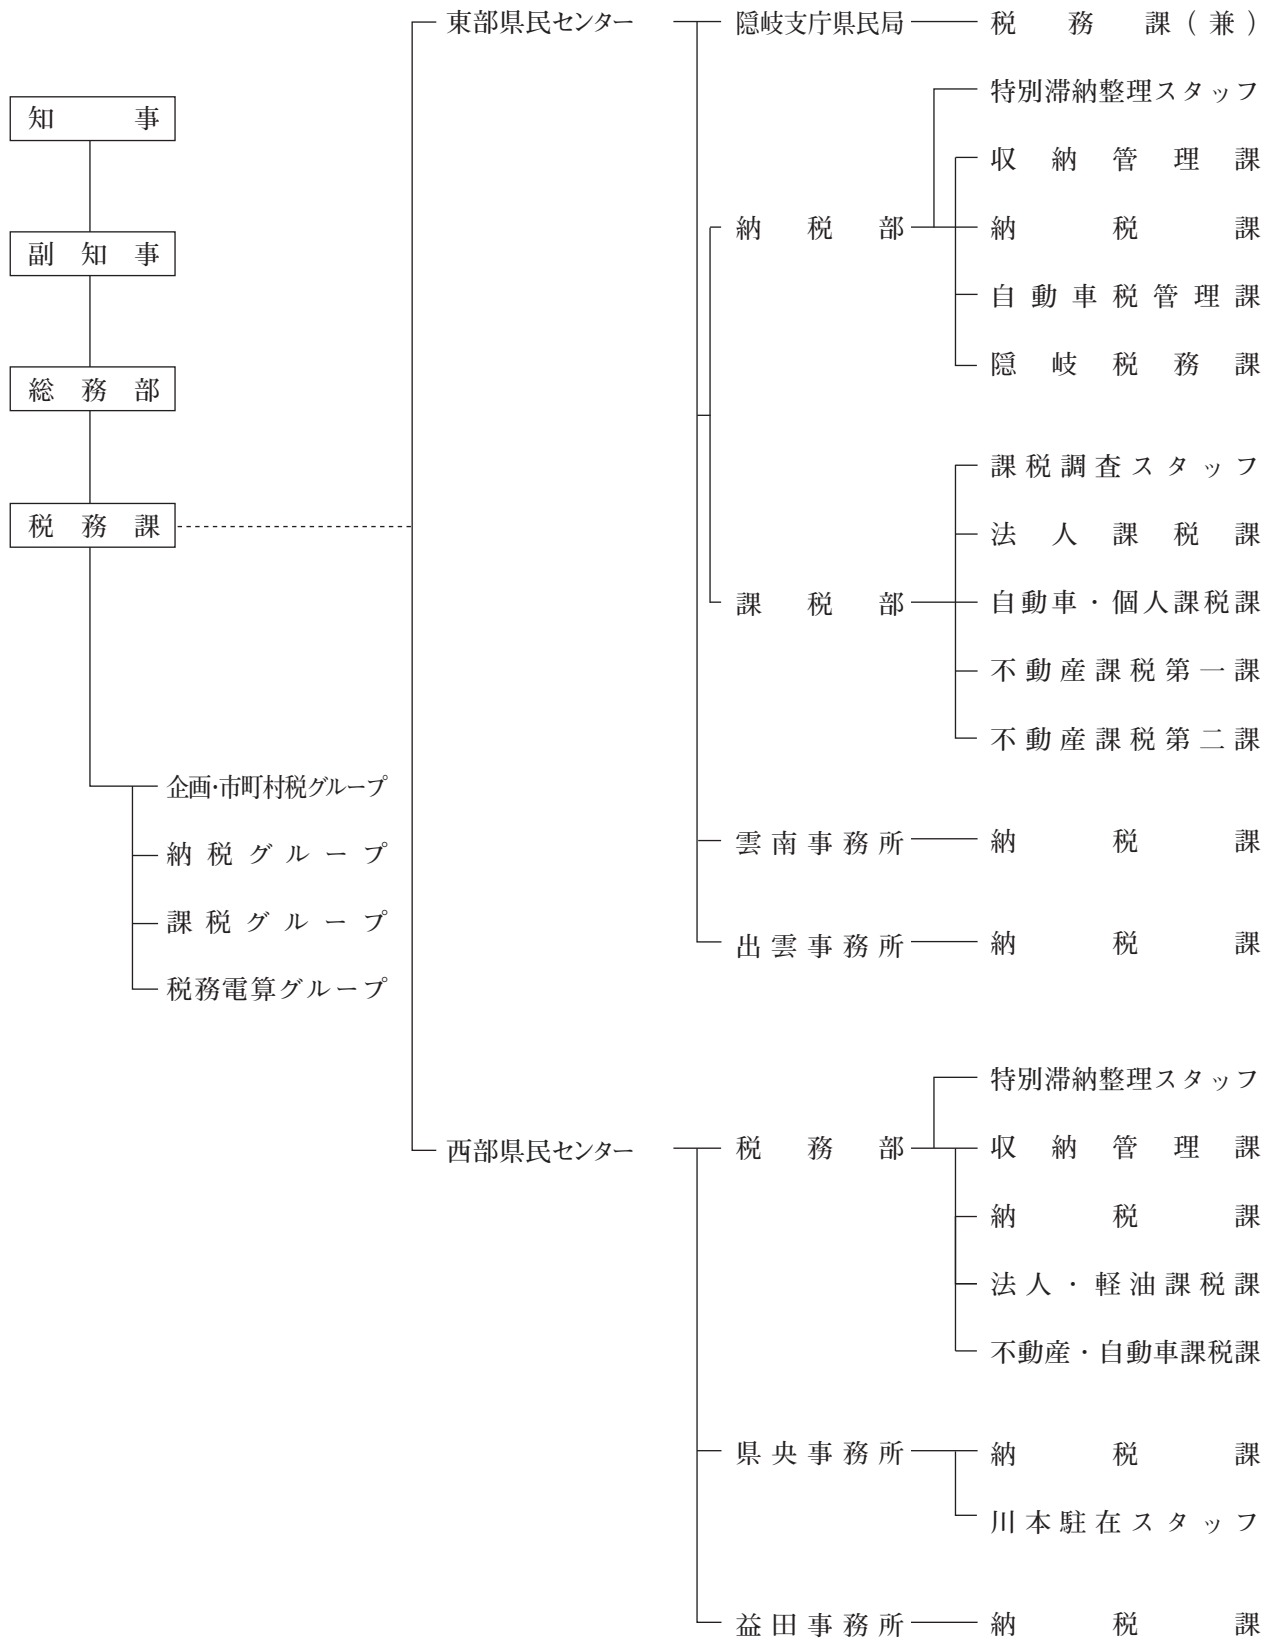 知事
副知事
総務部
税務課
企画・市町村税グループ
納税グループ
課税グループ
税務電算グループ
東部県民センター
隠岐支庁県民局
税務課(兼)
納税部
特別滞納整理スタッフ
収納管理課
納税課
自動車税管理課
隠岐税務課
課税部
課税調査スタッフ
法人課税課
自動車・個人課税課
不動産課税第一課
不動産課税第二課
雲南事務所
納税課
出雲事務所
納税課
西部県民センター
税務部
特別滞納整理スタッフ
収納管理課
納税課
法人・軽油課税課
不動産・自動車課税課
県央事務所
納税課
川本駐在スタッフ
益田事務所
納税課